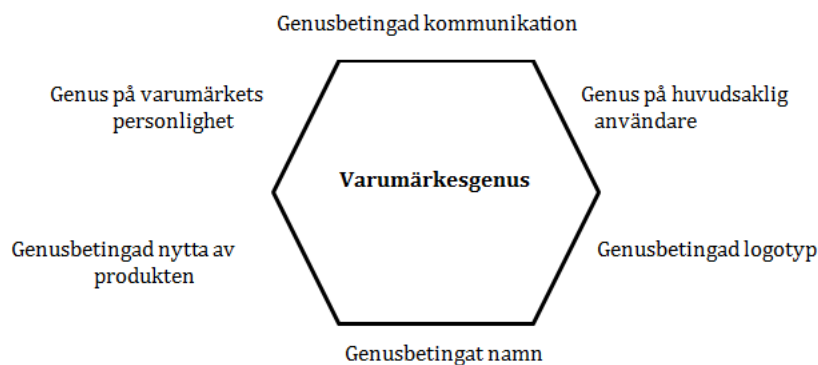 Genusbetingad kommunikation
Genus på varumärkets
personlighet
Genus på huvudsaklig
användare
Varumärkesgenus
Genusbetingad nytta av
produkten
Genusbetingad logotyp
Genusbetingat namn